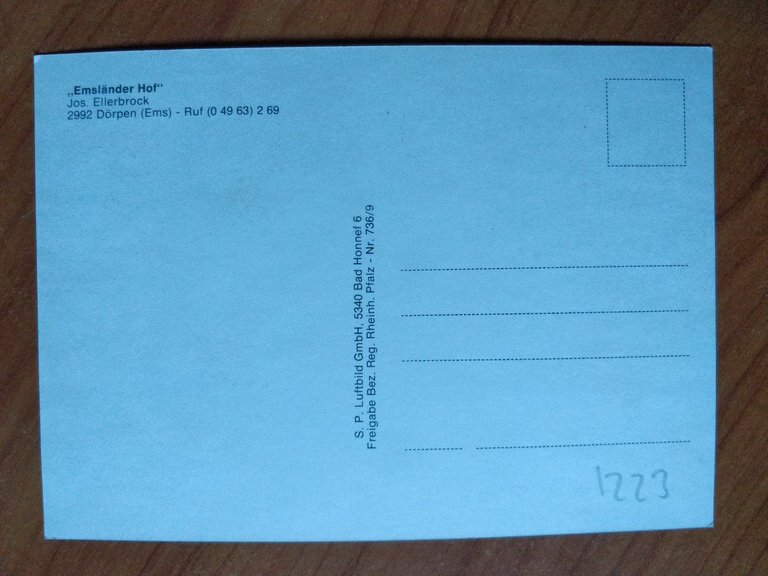 „Emsländer Hof“
Jos. Ellerbrock
2992 Dörpen (Ems) - Ruf (0 49 63) 2 69
S. P. Luftbild GmbH, 5340 Bad Honnef 6
Freigabe Bez. Reg. Rheinh. Pfalz - Nr. 736/9
1223